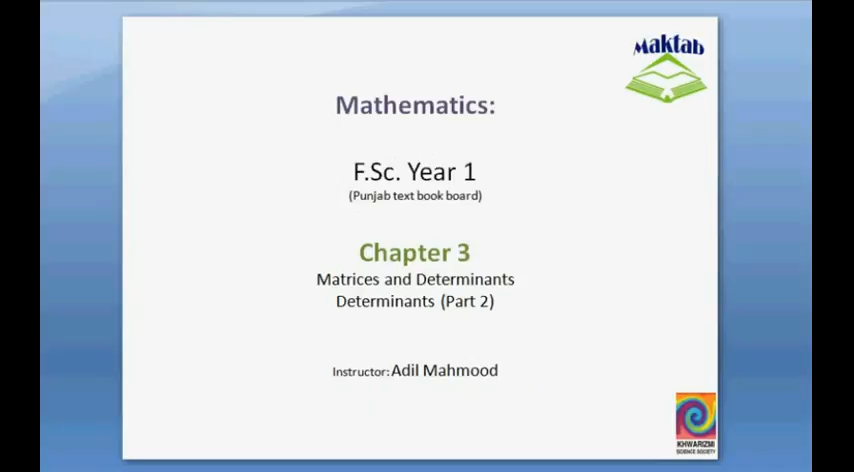 Maktab
Mathematics:
F.Sc. Year 1
(Punjab text book board)
Chapter 3
Matrices and Determinants
Determinants (Part 2)
Instructor: Adil Mahmood
KHWARIZMI
SCIENCE SOCIETY